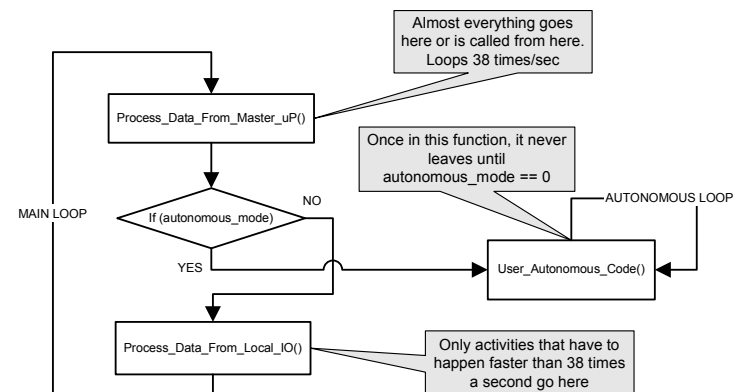 Almost everything goes
here or is called from here.
Loops 38 times/sec
Process_Data_From_Master_uP()
Once in this function, it never
leaves until
autonomous_mode == 0
MAIN LOOP
If (autonomous_mode)
NO
AUTONOMOUS LOOP
YES
User_Autonomous_Code()
Process_Data_From_Local_IO()
Only activities that have to
happen faster than 38 times
a second go here